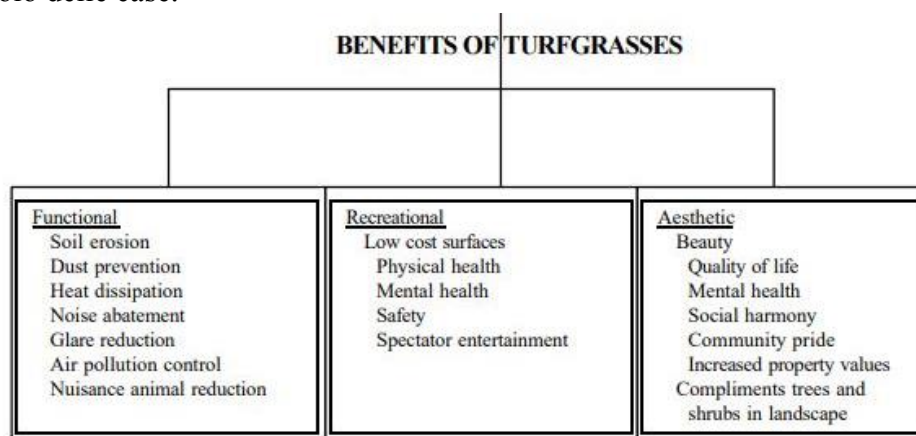 delle case.
BENEFITS OF TURFGRASSES
Functional
Soil erosion
Dust prevention
Heat dissipation
Noise abatement
Glare reduction
Air pollution control
Nuisance animal reduction
Recreational
Low cost surfaces
Physical health
Mental health
Safety
Spectator entertainment
Aesthetic
Beauty
Quality of life
Mental health
Social harmony
Community pride
Increased property values
Compliments trees and
shrubs in landscape